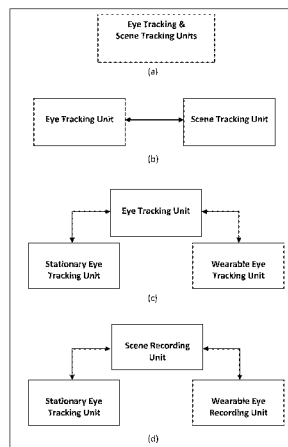 Eye Tracking &
Scene Tracking Units
(a)
Eye Tracking Unit
Scene Tracking Unit
(b)
Eye Tracking Unit
Stationary Eye
Tracking Unit
Wearable Eye
Tracking Unit
(c)
Scene Recording
Unit
Stationary Eye
Tracking Unit
Wearable Eye
Recording Unit
(d)